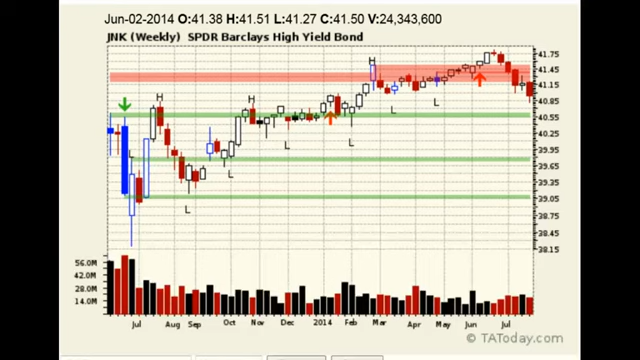 Jun-02-2014 O:41.38 H:41.51 L:41.27 C:41.50 V:24,343,600
JNK (Weekly) SPDR Barclays High Yield Bond
H
H
H
L
L
L
L
L
L
L
41.75
41.45
41.15
40.85
40.55
40.25
39.95
39.65
39.35
39.05
38.75
38.45
38.15
56.0M
42.0M
28.0M
14.0M
Jul Aug Sep Oct Nov Dec 2014 Feb Mar Apr May Jun Jul
© TAToday.com